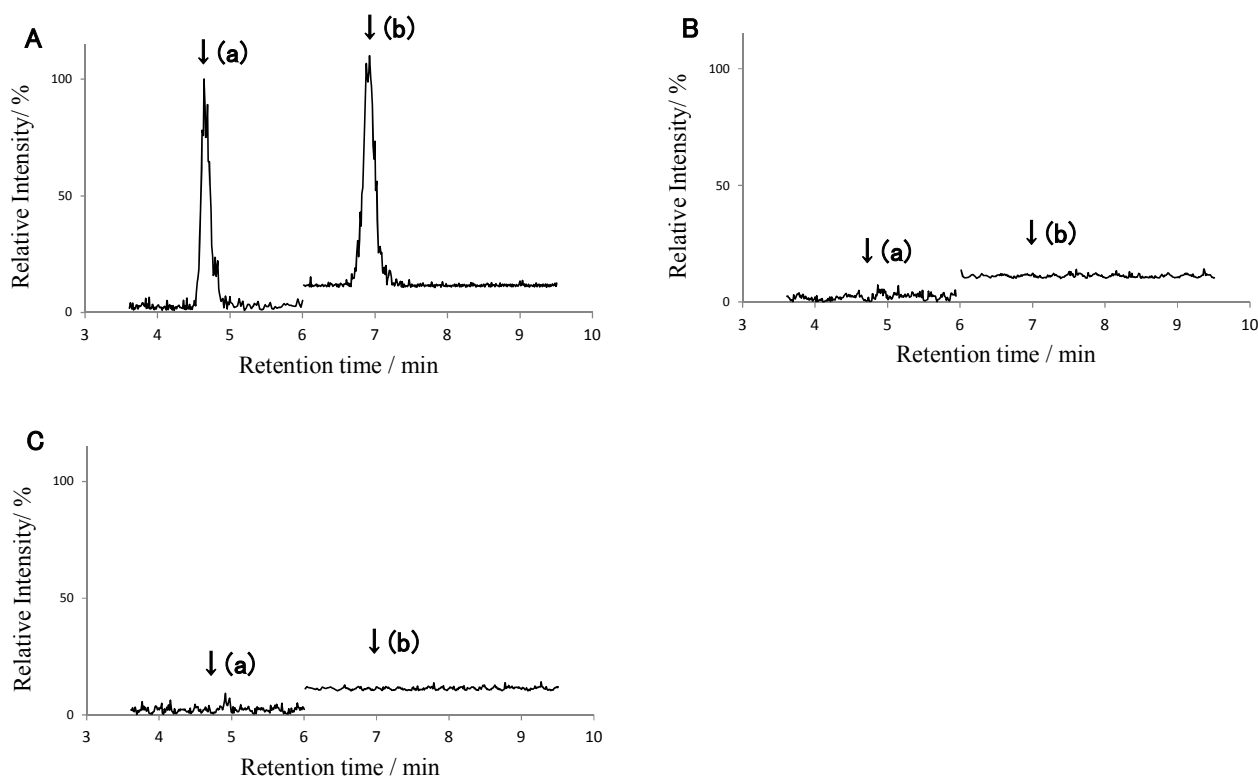 A
↓(a)
↓(b)
100
50
0
Relative Intensity/ %
3 4 5 6 7 8 9 10
Retention time / min
B
100
50
0
Relative Intensity/ %
↓(a)
↓(b)
3 4 5 6 7 8 9 10
Retention time / min
C
100
50
0
Relative Intensity/ %
↓(a)
↓(b)
3 4 5 6 7 8 9 10
Retention time / min